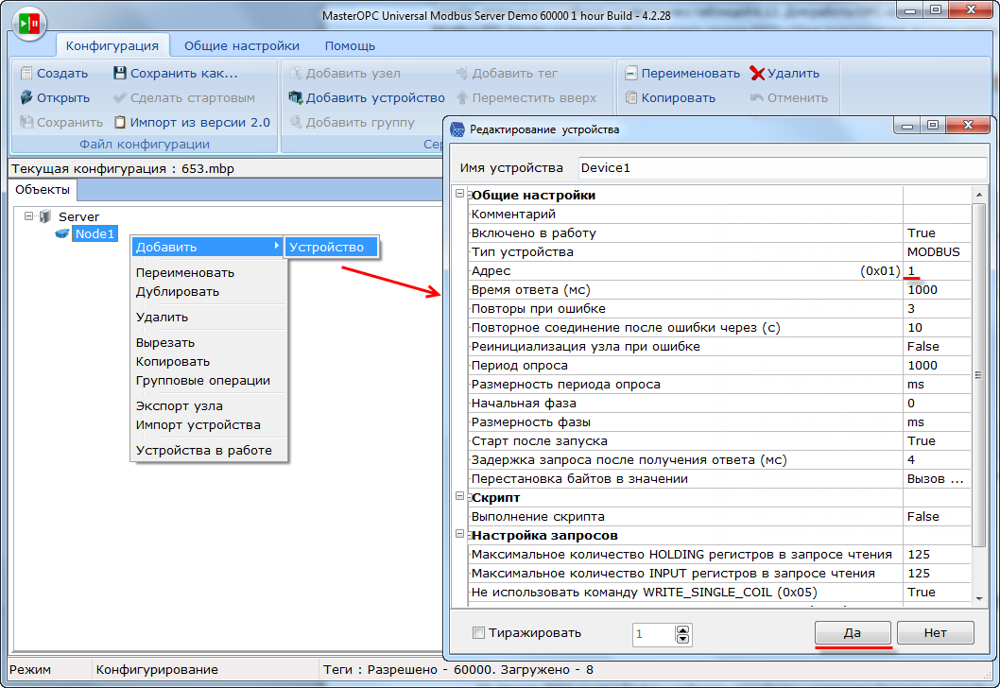 MasterOPC Universal Modbus Server Demo 60000 1 hour Build - 4.2.28
Конфигурация Общие настройки Помощь
Создать Сохранить как... Добавить узел Добавить тег Переименовать Удалить
Открыть Сделать стартовым Добавить устройство Переместить вверх Копировать Отменить
Сохранить Импорт из версии 2.0 Добавить группу
Файл конфигурации Сер
Текущая конфигурация : 653.mbp
Объекты
Server
Node1
Добавить
Устройство
Переименовать
Дублировать
Удалить
Вырезать
Копировать
Групповые операции
Экспорт узла
Импорт устройства
Устройства в работе
Редактирование устройства
Имя устройства Device1
Общие настройки
Комментарий
Включено в работу True
Тип устройства MODBUS
Адрес (0x01) 1
Время ответа (мс) 1000
Повторы при ошибке 3
Повторное соединение после ошибки через (с) 10
Реинициализация узла при ошибке False
Период опроса 1000
Размерность периода опроса ms
Начальная фаза 0
Размерность фазы ms
Старт после запуска True
Задержка запроса после получения ответа (мс) 4
Перестановка байтов в значении Вызов ...
Скрипт
Выполнение скрипта False
Настройка запросов
Максимальное количество HOLDING регистров в запросе чтения 125
Максимальное количество INPUT регистров в запросе чтения 125
Не использовать команду WRITE_SINGLE_COIL (0x05) True
Тиражировать 1 Да Нет
Режим Конфигурирование Теги : Разрешено - 60000. Загружено - 8